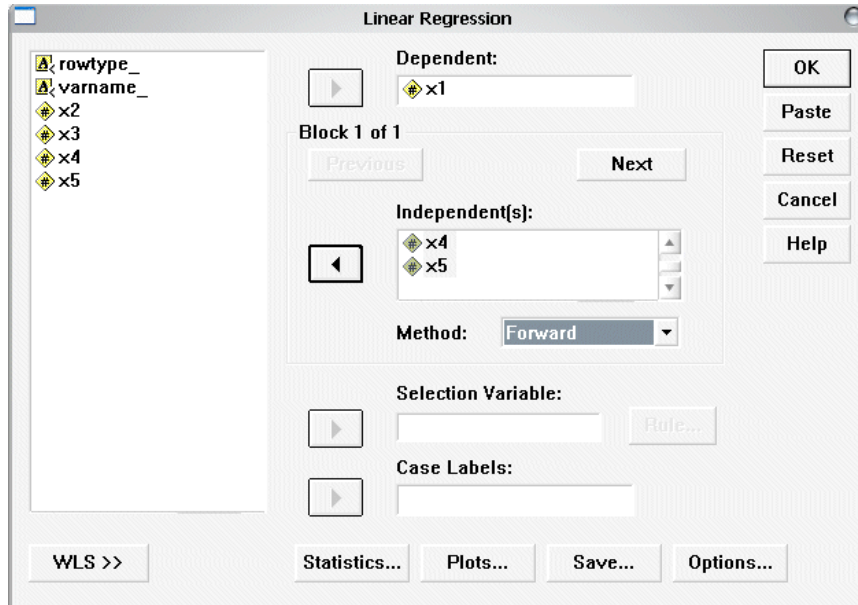 Linear Regression
rowtype_
varname_
x2
x3
x4
x5
Dependent:
x1
Block 1 of 1
Previous
Next
Independent(s):
x4
x5
Method:
Forward
Selection Variable:
Rule...
Case Labels:
OK
Paste
Reset
Cancel
Help
WLS >>
Statistics...
Plots...
Save...
Options...